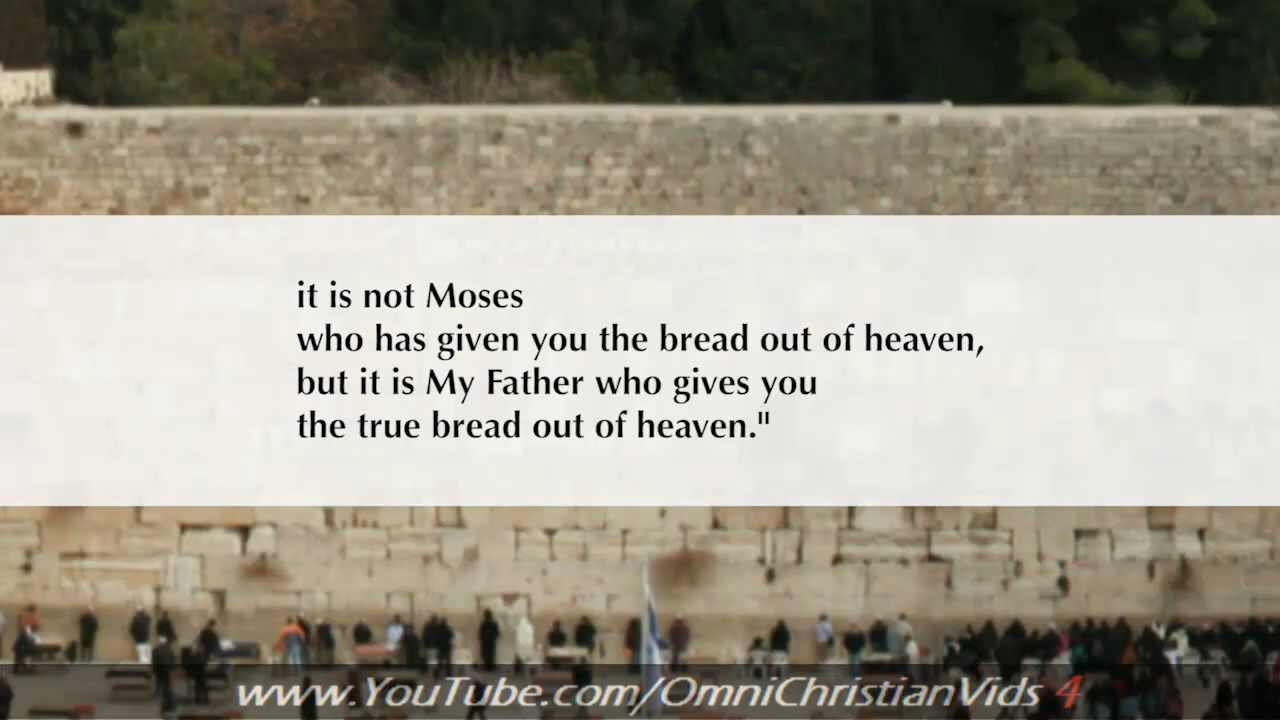 it is not Moses
who has given you the bread out of heaven,
but it is My Father who gives you
the true bread out of heaven."
www.YouTube.com/OmniChristianVids 4